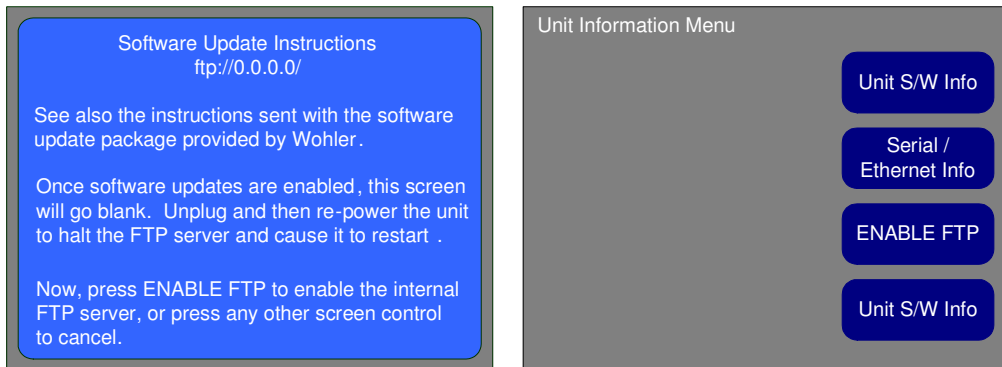 Software Update Instructions
ftp://0.0.0.0/
See also the instructions sent with the software
update package provided by Wohler.
Once software updates are enabled, this screen
will go blank. Unplug and then re-power the unit
to halt the FTP server and cause it to restart .
Now, press ENABLE FTP to enable the internal
FTP server, or press any other screen control
to cancel.
Unit Information Menu
Unit S/W Info
Serial /
Ethernet Info
ENABLE FTP
Unit S/W Info